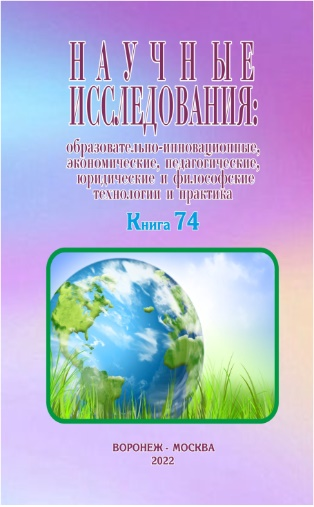 НАУЧНЫЕ
ИССЛЕДОВАНИЯ:
образовательно-инновационные,
экономические, педагогические,
юридические и философские
технологии и практика
Книга 74
ВОРОНЕЖ - МОСКВА
2022